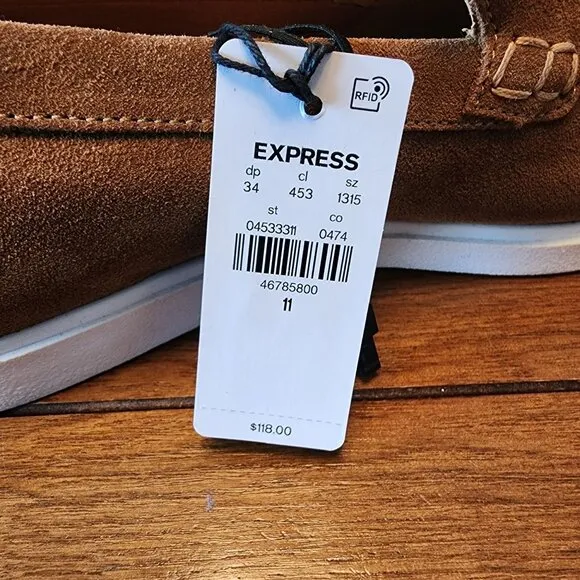 RFID
EXPRESS
dp cl sz
34 453 1315
st co
04533311 0474
46785800
11
$118.00